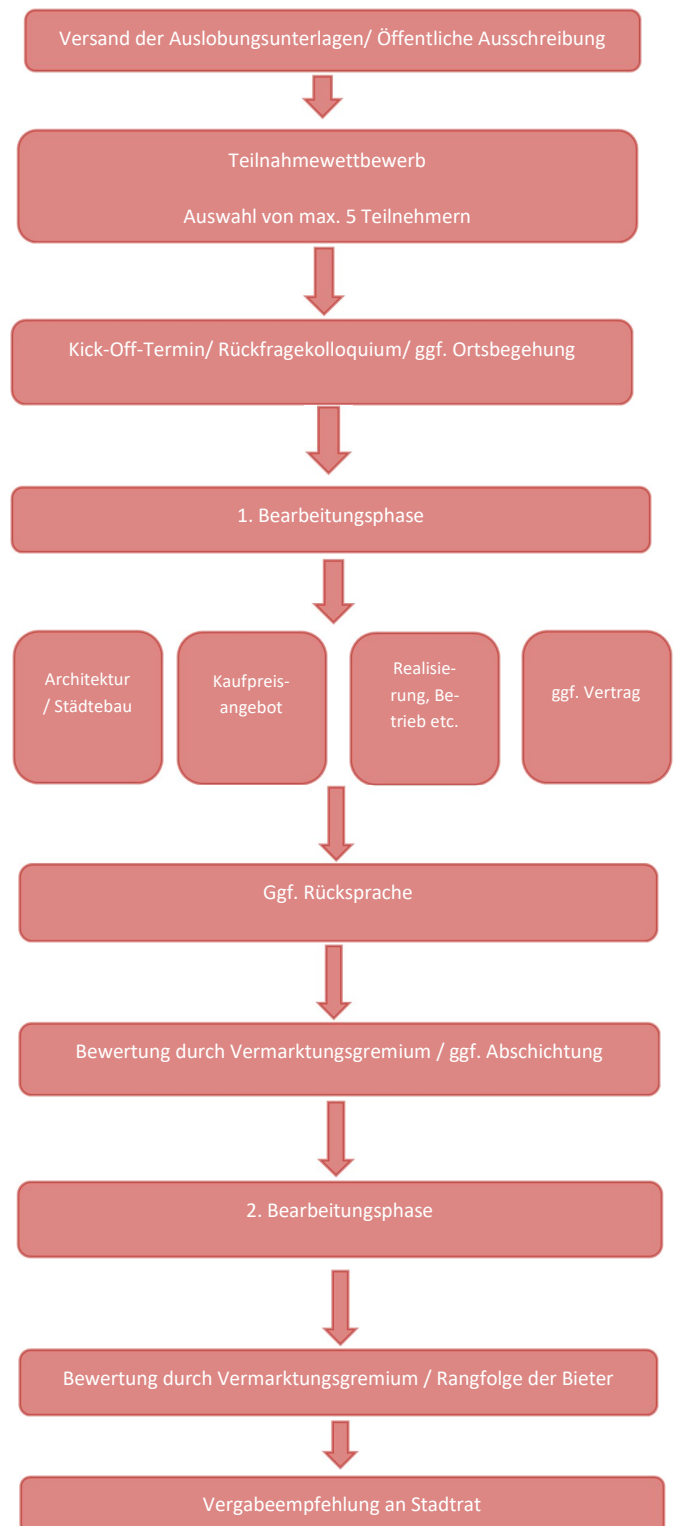 Versand der Auslobungsunterlagen/ Öffentliche Ausschreibung
Teilnahmewettbewerb
Auswahl von max. 5 Teilnehmern
Kick-Off-Termin/ Rückfragekolloquium/ ggf. Ortsbegehung
1. Bearbeitungsphase
Architektur
/ Städtebau
Kaufpreis-
angebot
Realisie-
rung, Be-
trieb etc.
ggf. Vertrag
Ggf. Rücksprache
Bewertung durch Vermarktungsgremium / ggf. Abschichtung
2. Bearbeitungsphase
Bewertung durch Vermarktungsgremium / Rangfolge der Bieter
Vergabeempfehlung an Stadtrat